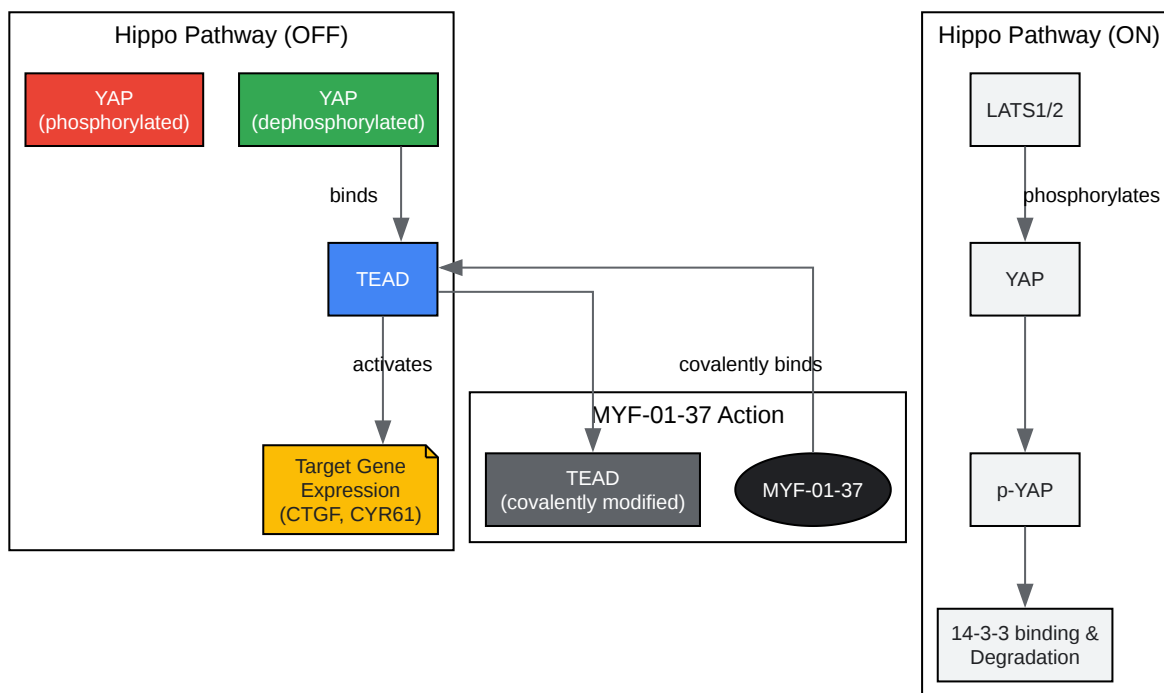 Hippo Pathway (OFF)
YAP
(phosphorylated)
YAP
(dephosphorylated)
binds
TEAD
activates
Target Gene
Expression
(CTGF, CYR61)
covalently binds
MYF-01-37 Action
TEAD
(covalently modified)
MYF-01-37
Hippo Pathway (ON)
LATS1/2
phosphorylates
YAP
p-YAP
14-3-3 binding &
Degradation